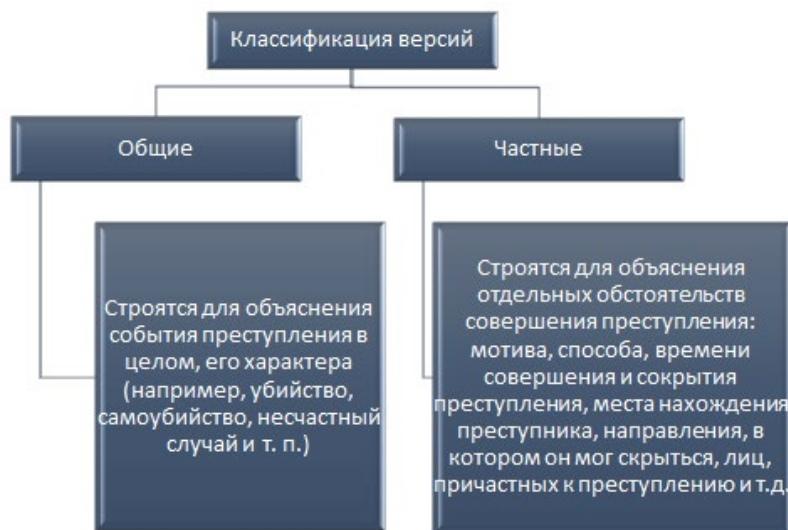 Классификация версий
Общие
Частные
Строятся для объяснения
события преступления в
целом, его характера
(например, убийство,
самоубийство, несчастный
случай и т. п.)
Строятся для объяснения
отдельных обстоятельств
совершения преступления:
мотива, способа, времени
совершения и сокрытия
преступления, места нахождения
преступника, направления, в
котором он мог скрыться, лиц,
причастных к преступлению и т.д.